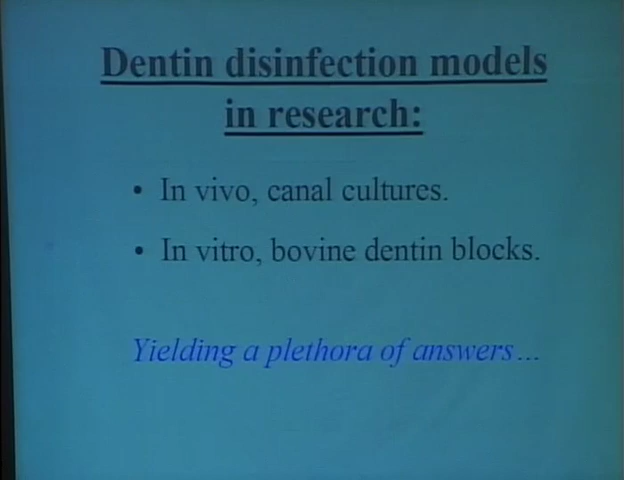 Dentin disinfection models
in research:
• In vivo, canal cultures.
• In vitro, bovine dentin blocks.
Yielding a plethora of answers...